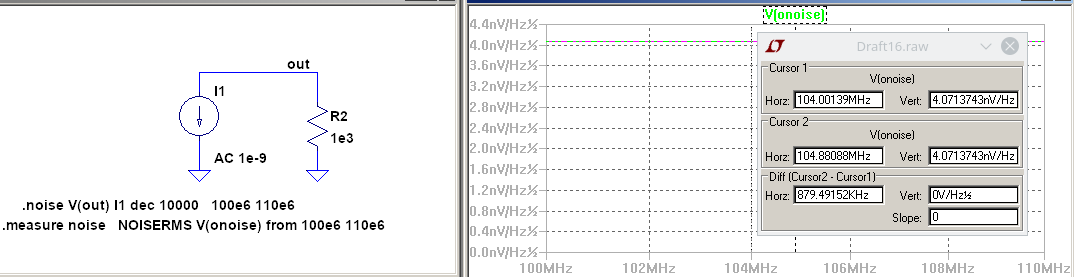 out
I1
R2
1e3
AC 1e-9
.noise V(out) I1 dec 10000 100e6 110e6
.measure noise NOISERMS V(onoise) from 100e6 110e6
V(onoise)
4.4nV/Hz½
4.0nV/Hz½
3.6nV/Hz½
3.2nV/Hz½
2.8nV/Hz½
2.4nV/Hz½
2.0nV/Hz½
1.6nV/Hz½
1.2nV/Hz½
0.8nV/Hz½
0.4nV/Hz½
0.0nV/Hz½
100MHz 102MHz 104MHz 106MHz 108MHz 110MHz
Draft16.raw
Cursor 1
V(onoise)
Horz: 104.00139MHz Vert: 4.0713743nV/Hz
Cursor 2
V(onoise)
Horz: 104.88088MHz Vert: 4.0713743nV/Hz
Diff (Cursor2 - Cursor1)
Horz: 879.49152KHz Vert: 0V/Hz½
Slope: 0